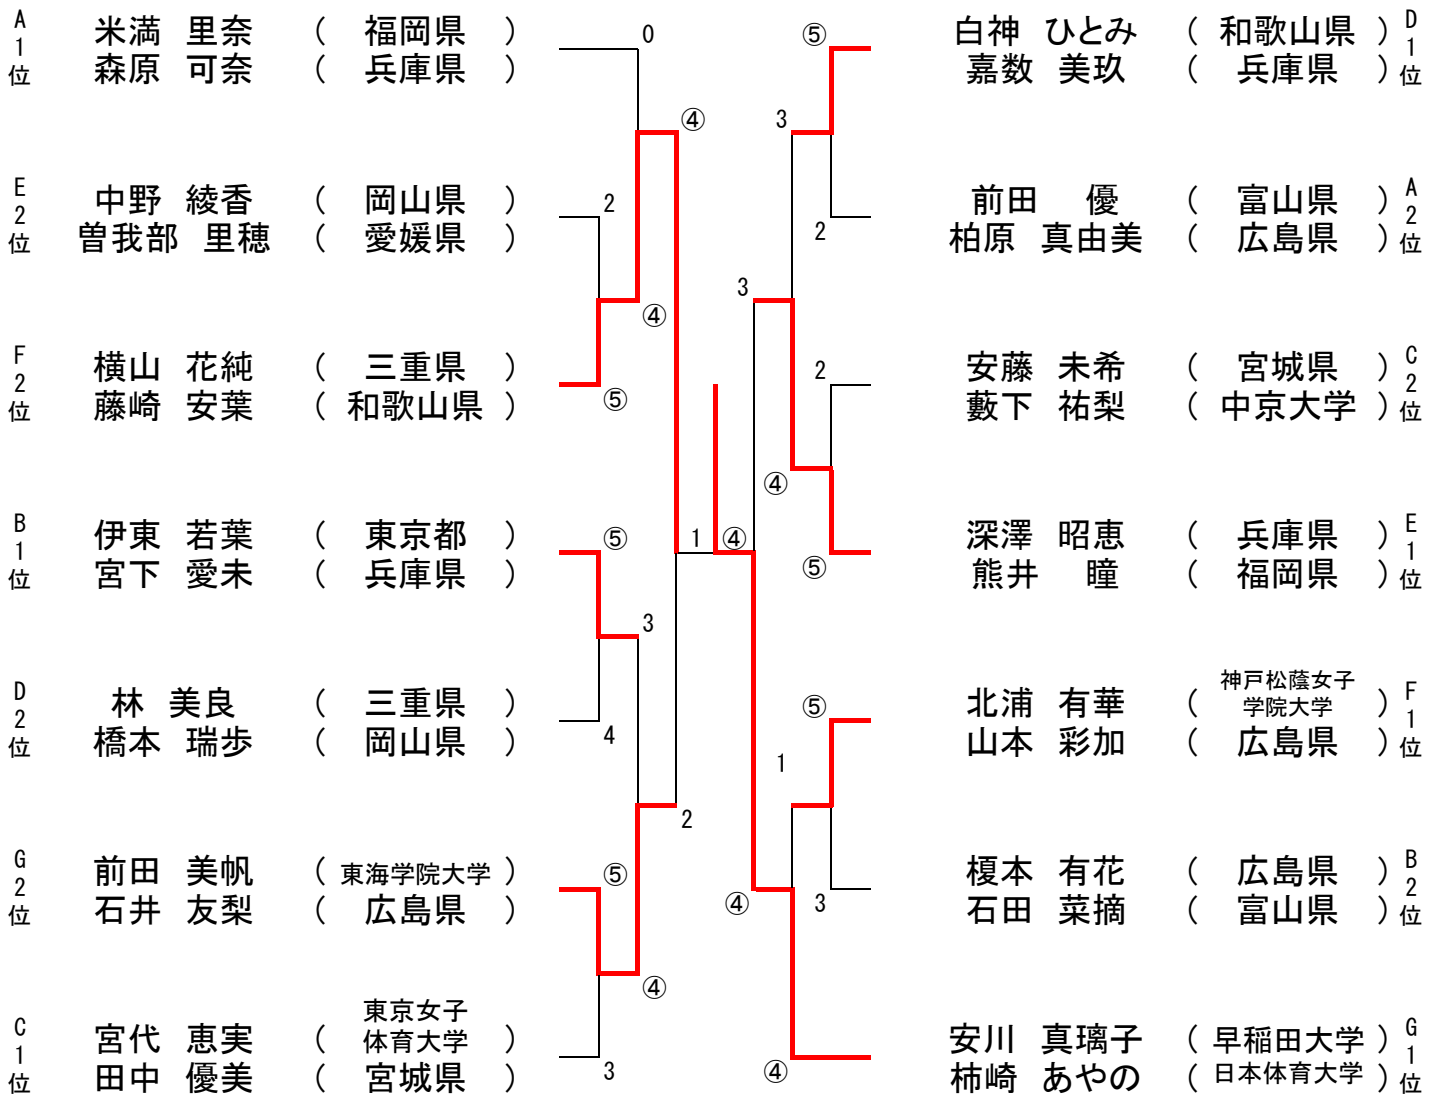 A1位 米満 里奈 ( 福岡県 )
森原 可奈 ( 兵庫県 )
0
E2位 中野 綾香 ( 岡山県 )
曽我部 里穂 ( 愛媛県 )
2
④
④
F2位 横山 花純 ( 三重県 )
藤崎 安葉 ( 和歌山県 )
⑤
B1位 伊東 若葉 ( 東京都 )
宮下 愛未 ( 兵庫県 )
⑤
1
④
3
D2位 林 美良 ( 三重県 )
橋本 瑞歩 ( 岡山県 )
4
2
G2位 前田 美帆 ( 東海学院大学 )
石井 友梨 ( 広島県 )
⑤
④
C1位 宮代 恵実 ( 東京女子体育大学 )
田中 優美 ( 宮城県 )
3
⑤
白神 ひとみ ( 和歌山県 ) D1位
嘉数 美玖 ( 兵庫県 )
3
前田 優 ( 富山県 ) A2位
柏原 真由美 ( 広島県 )
2
3
2
安藤 未希 ( 宮城県 ) C2位
藪下 祐梨 ( 中京大学 )
④
深澤 昭恵 ( 兵庫県 ) E1位
熊井 瞳 ( 福岡県 )
⑤
⑤
北浦 有華 ( 神戸松蔭女子学院大学 ) F1位
山本 彩加 ( 広島県 )
1
榎本 有花 ( 広島県 ) B2位
石田 菜摘 ( 富山県 )
④
3
安川 真璃子 ( 早稲田大学 ) G1位
柿崎 あやの ( 日本体育大学 )
④